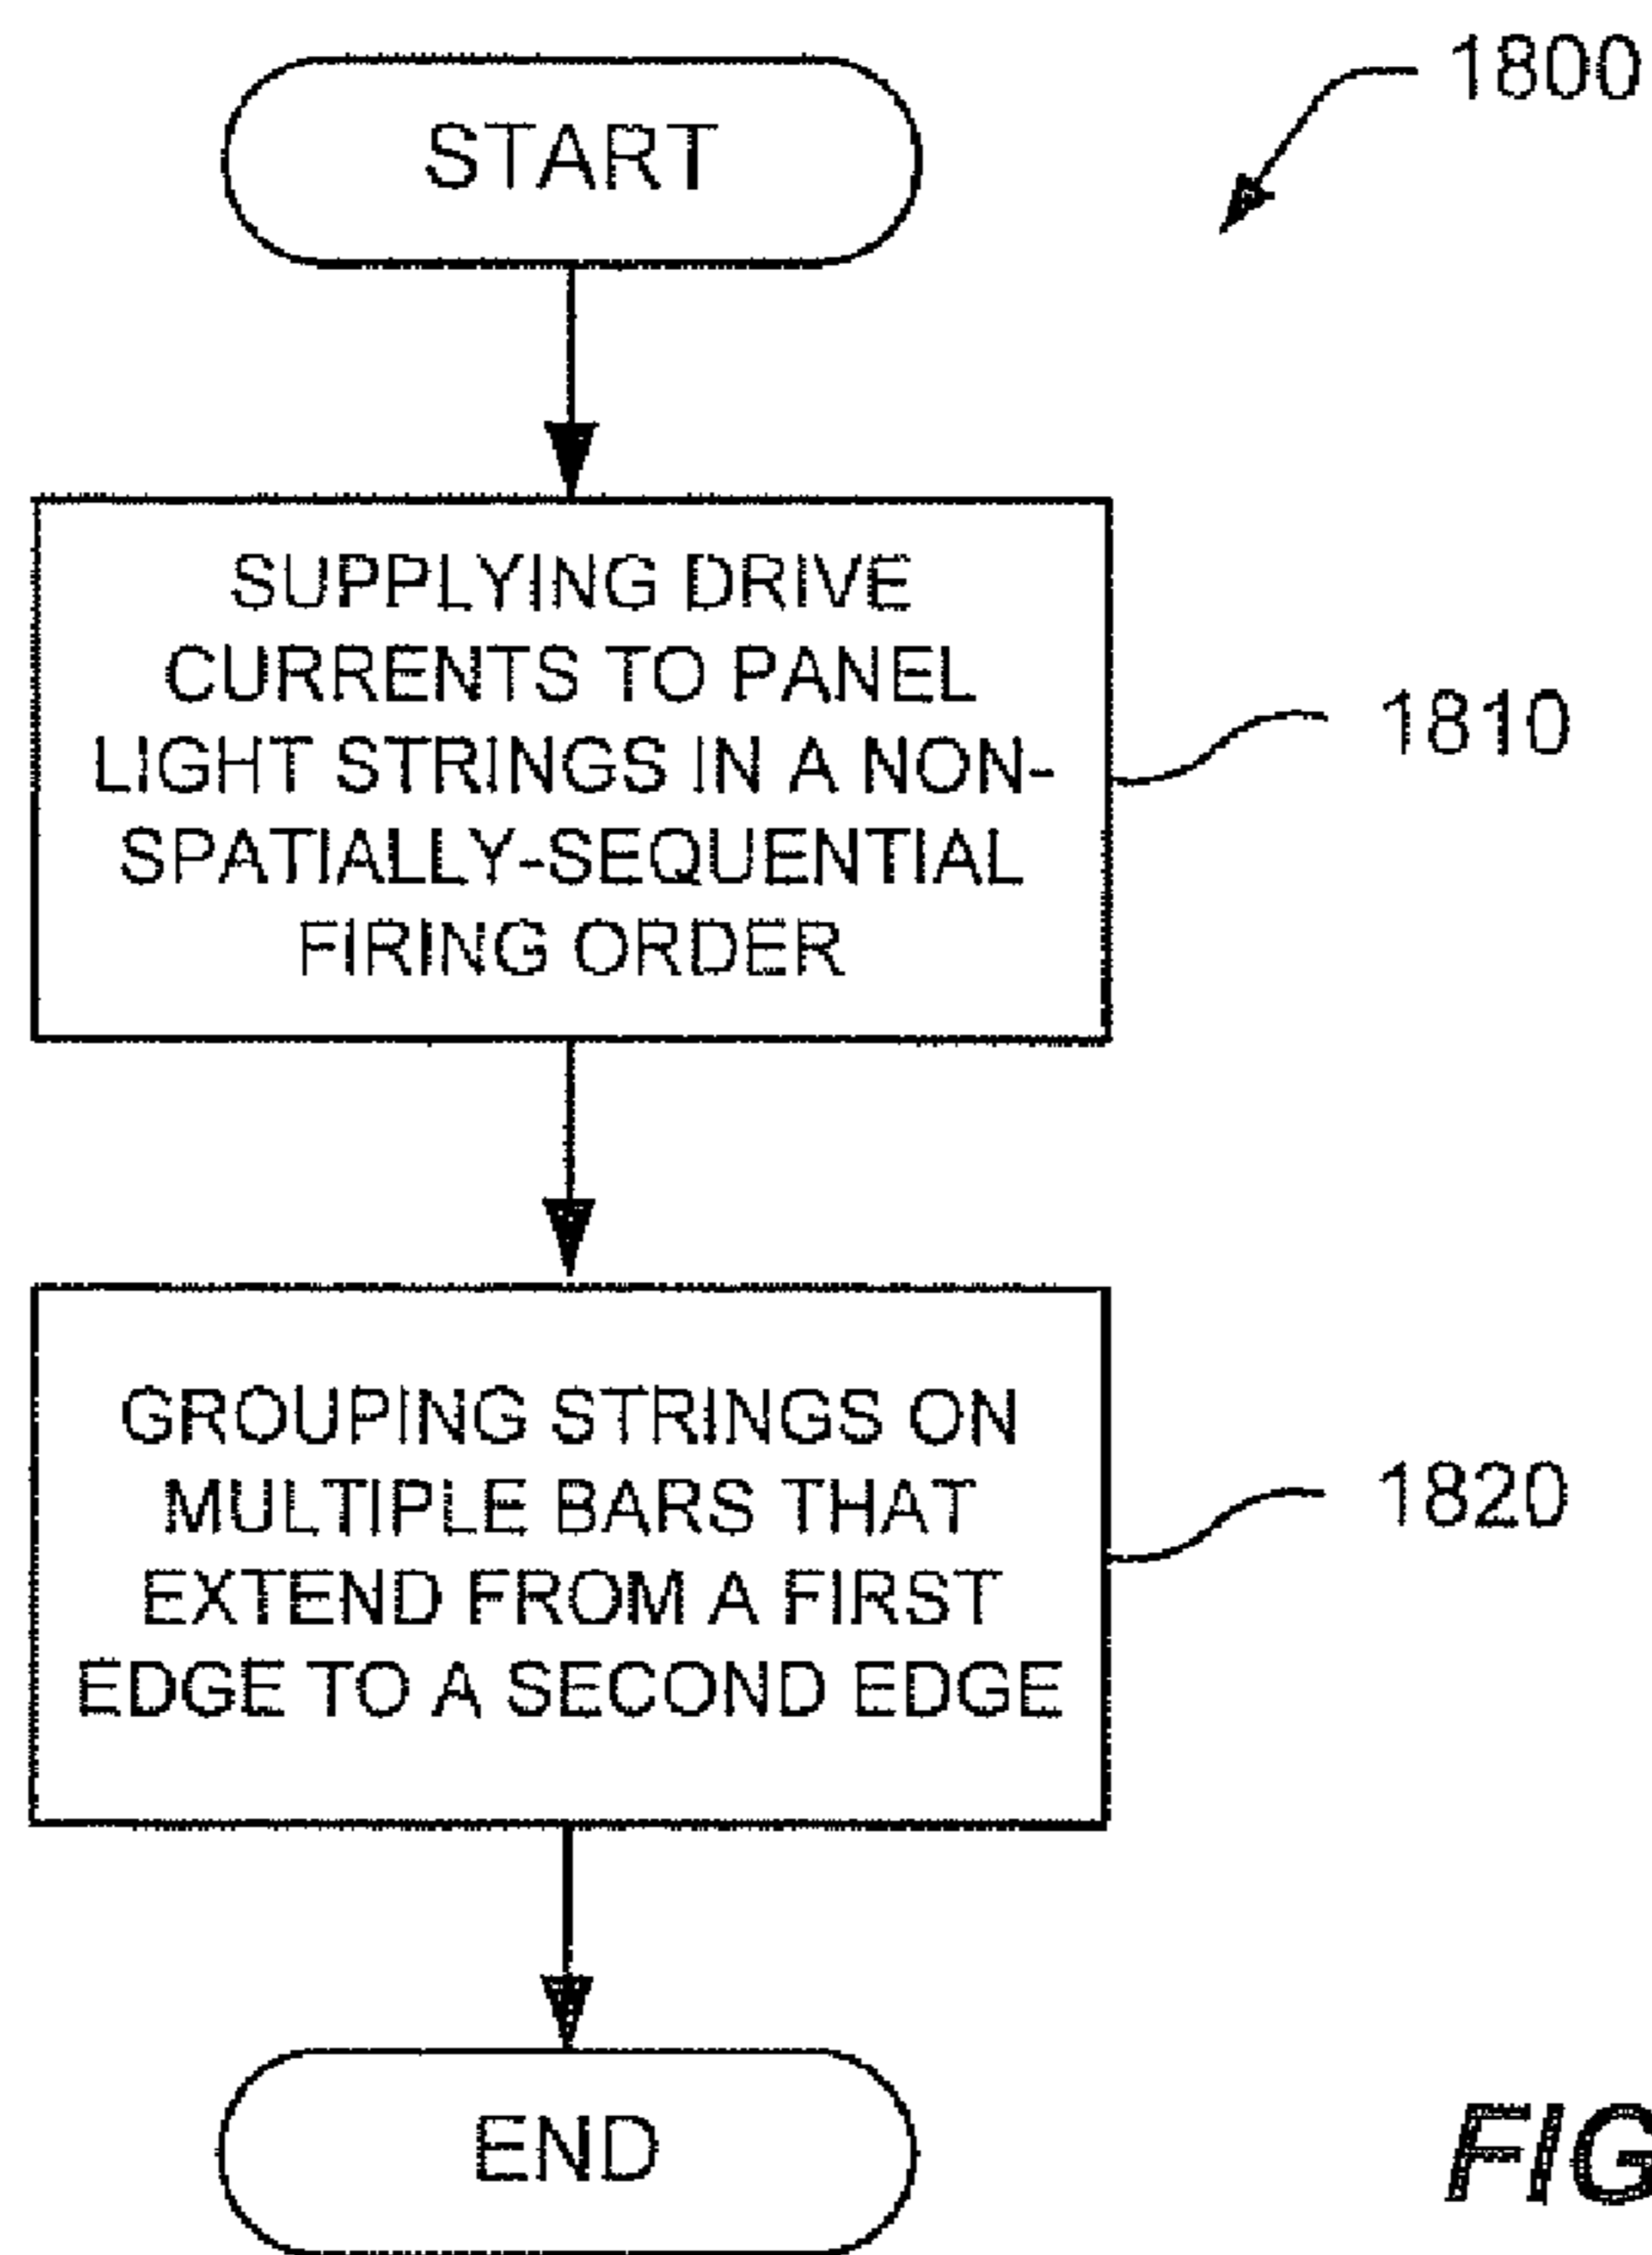 START
1800
SUPPLYING DRIVE
CURRENTS TO PANEL
LIGHT STRINGS IN A NON-
SPATIALLY-SEQUENTIAL
FIRING ORDER
1810
GROUPING STRINGS ON
MULTIPLE BARS THAT
EXTEND FROM A FIRST
EDGE TO A SECOND EDGE
1820
END
FIG